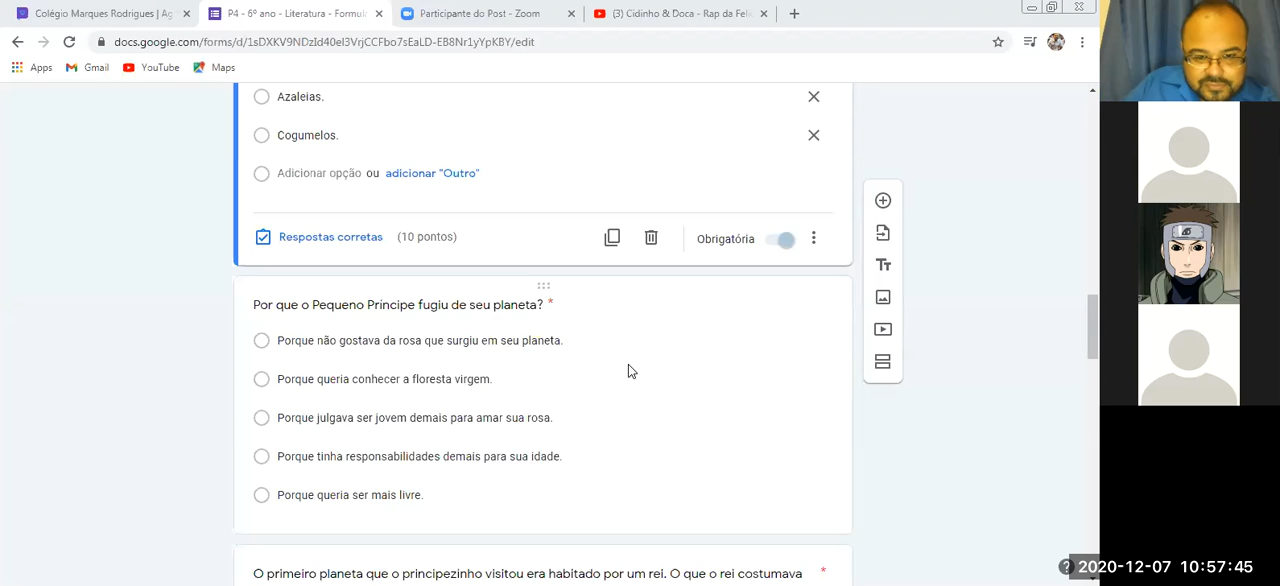 Colégio Marques Rodrigues | Ag
P4 - 6º ano - Literatura - Formul
Participante do Post - Zoom
(3) Cidinho & Doca - Rap da Feli
docs.google.com/forms/d/1sDXKV9NDzId40el3VrjCCFbo7sEaLD-EB8Nr1yYpKBY/edit
Apps
Gmail
YouTube
Maps
Azaleias.
Cogumelos.
Adicionar opção ou adicionar "Outro"
Respostas corretas (10 pontos)
Obrigatória
Por que o Pequeno Principe fugiu de seu planeta? *
Porque não gostava da rosa que surgiu em seu planeta.
Porque queria conhecer a floresta virgem.
Porque julgava ser jovem demais para amar sua rosa.
Porque tinha responsabilidades demais para sua idade.
Porque queria ser mais livre.
O primeiro planeta que o principezinho visitou era habitado por um rei. O que o rei costumava *
2020-12-07 10:57:45